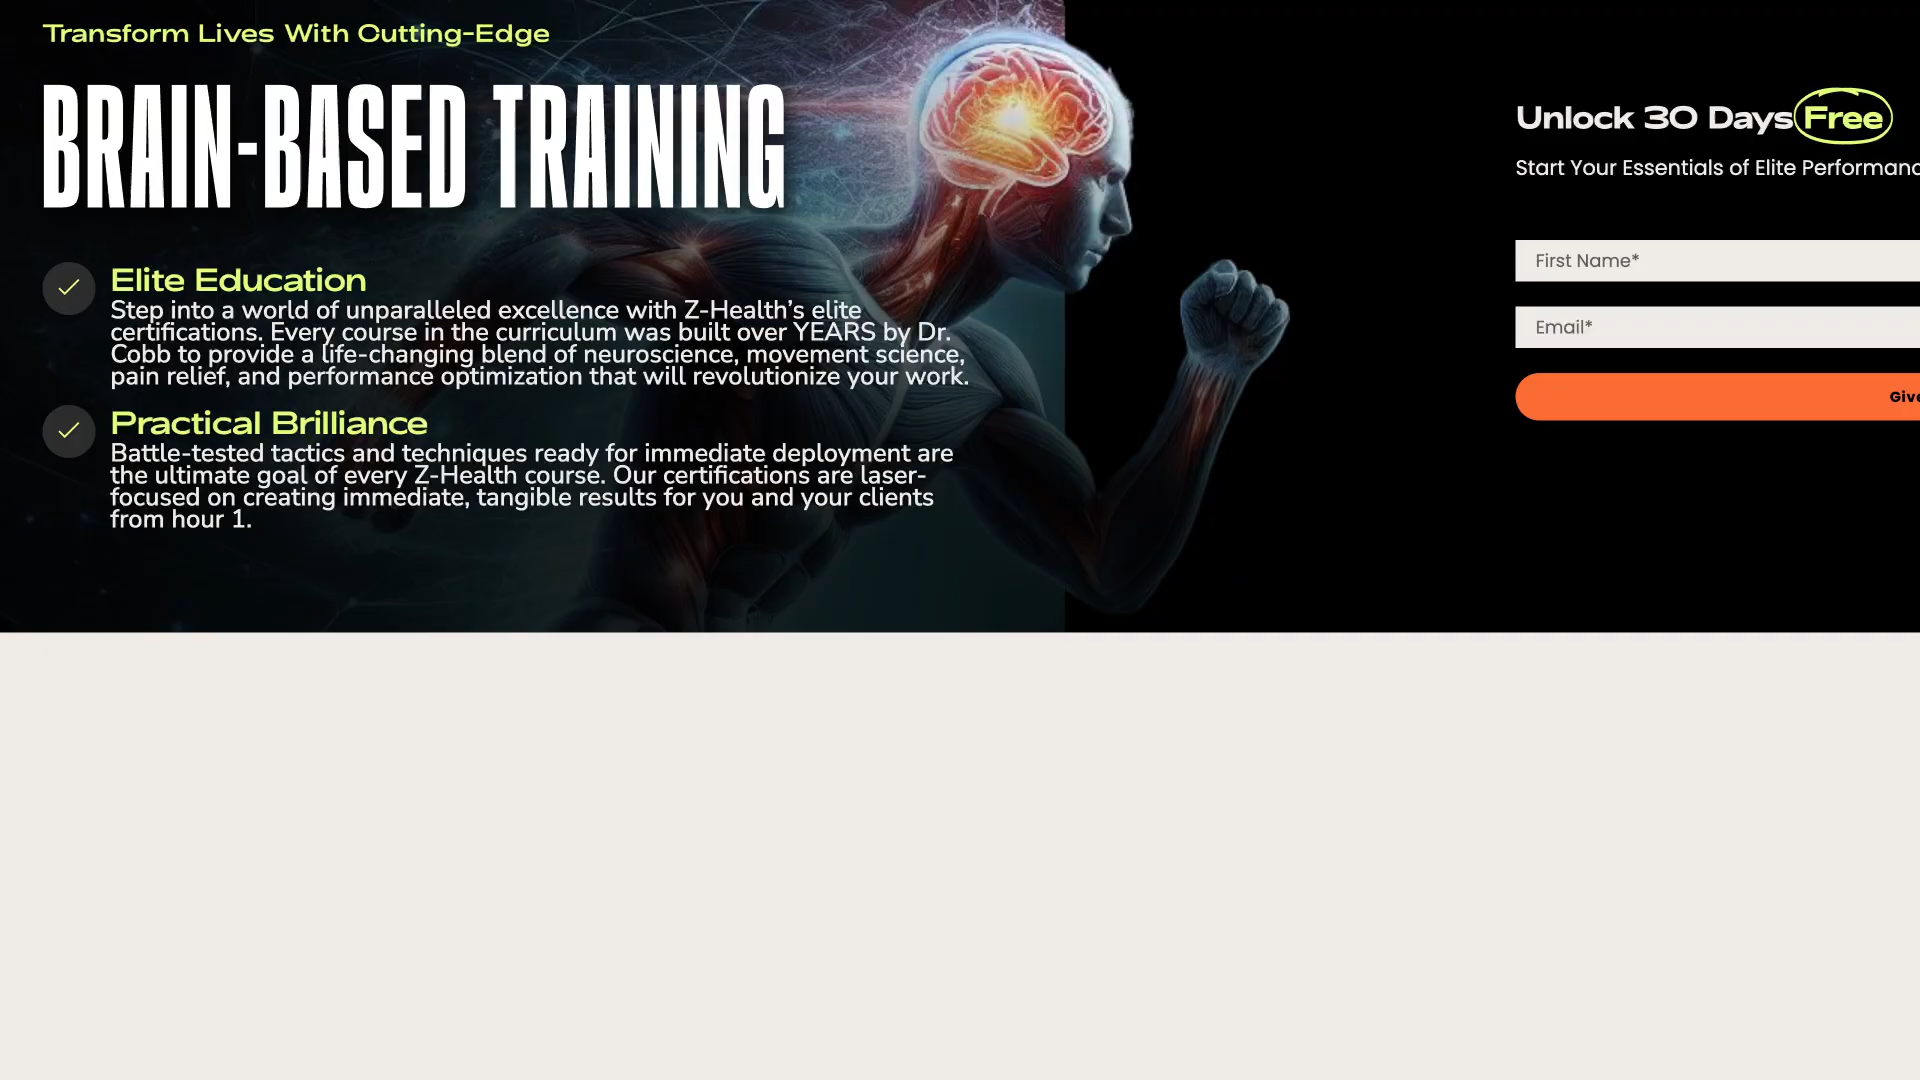 Transform Lives With Cutting-Edge
BRAIN-BASED TRAINING
Elite Education
Step into a world of unparalleled excellence with Z-Health’s elite
certifications. Every course in the curriculum was built over YEARS by Dr.
Cobb to provide a life-changing blend of neuroscience, movement science,
pain relief, and performance optimization that will revolutionize your work.
Practical Brilliance
Battle-tested tactics and techniques ready for immediate deployment are
the ultimate goal of every Z-Health course. Our certifications are laser-
focused on creating immediate, tangible results for you and your clients
from hour 1.
Unlock 30 Days Free
Start Your Essentials of Elite
First Name*
Email*